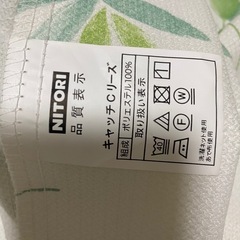 NITORI
品質表示
キャッチCリーズ
組成 ポリエステル100%
取り扱い表示
40
F
W
洗濯ネット使用
あて布使用